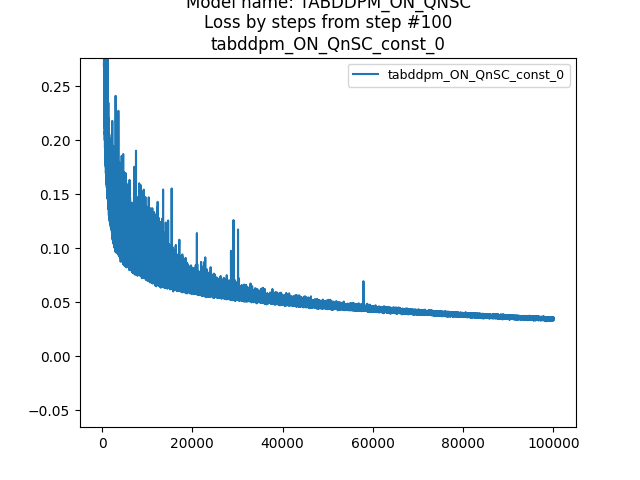 Model name: TABDDPM_ON_QNSC
Loss by steps from step #100
tabddpm_ON_QnSC_const_0
tabddpm_ON_QnSC_const_0
0.25
0.20
0.15
0.10
0.05
0.00
−0.05
0 20000 40000 60000 80000 100000